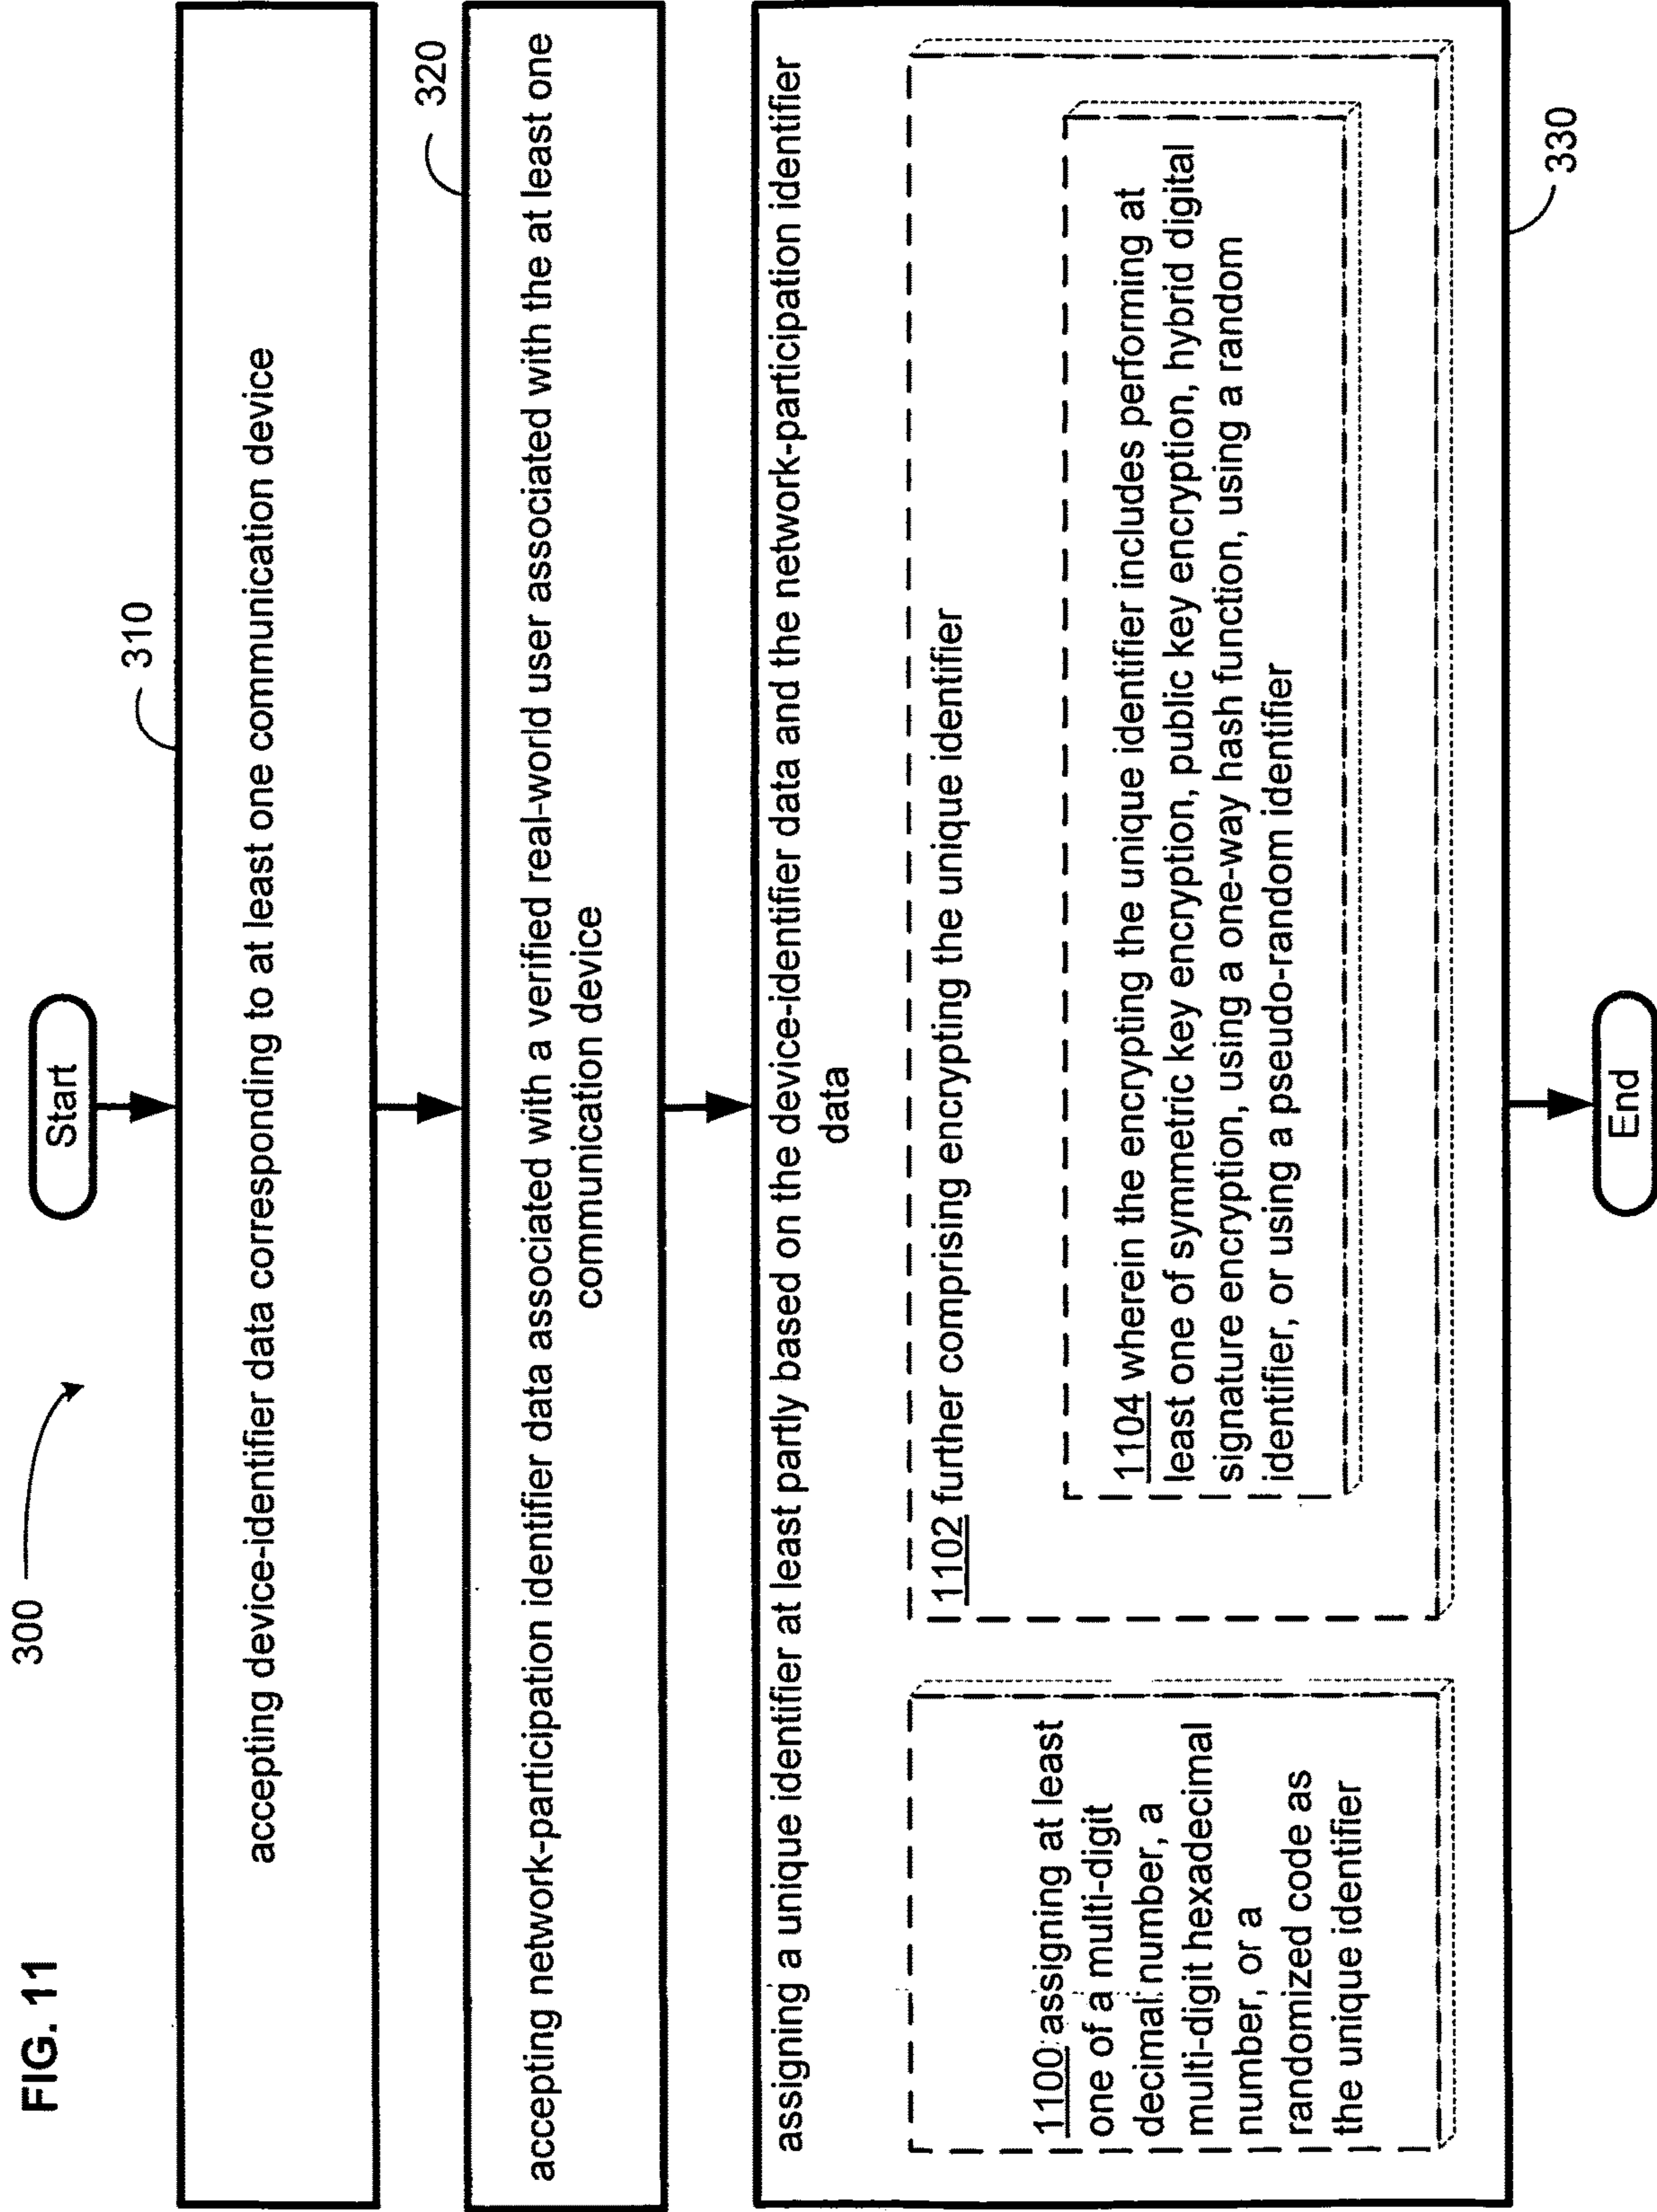 FIG. 11
300
Start
310
accepting device-identifier data corresponding to at least one communication device
320
accepting network-participation identifier data associated with a verified real-world user associated with the at least one
communication device
assigning a unique identifier at least partly based on the device-identifier data and the network-participation identifier
data
1100 assigning at least
one of a multi-digit
decimal number, a
multi-digit hexadecimal
number, or a
randomized code as
the unique identifier
1102 further comprising encrypting the unique identifier
1104 wherein the encrypting the unique identifier includes performing at
least one of symmetric key encryption, public key encryption, hybrid digital
signature encryption, using a one-way hash function, using a random
identifier, or using a pseudo-random identifier
330
End